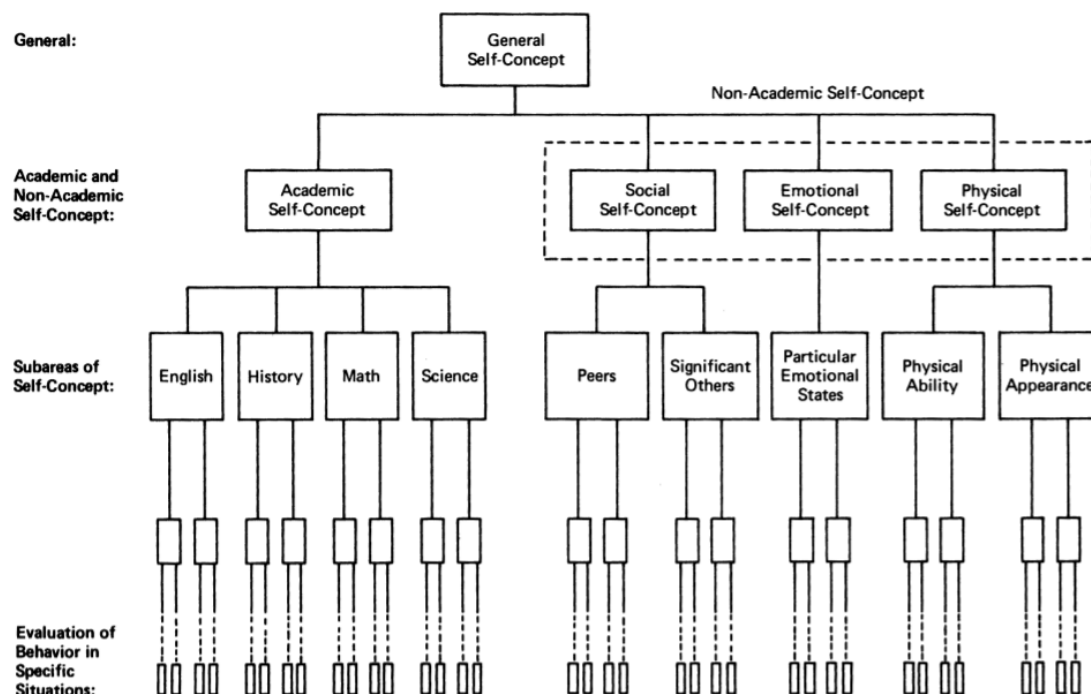 General:
General
Self-Concept
Non-Academic Self-Concept
Academic and
Non-Academic
Self-Concept:
Academic
Self-Concept
Social
Self-Concept
Emotional
Self-Concept
Physical
Self-Concept
Subareas of
Self-Concept:
English
History
Math
Science
Peers
Significant
Others
Particular
Emotional
States
Physical
Ability
Physical
Appearance
Evaluation of
Behavior in
Specific
Situations: